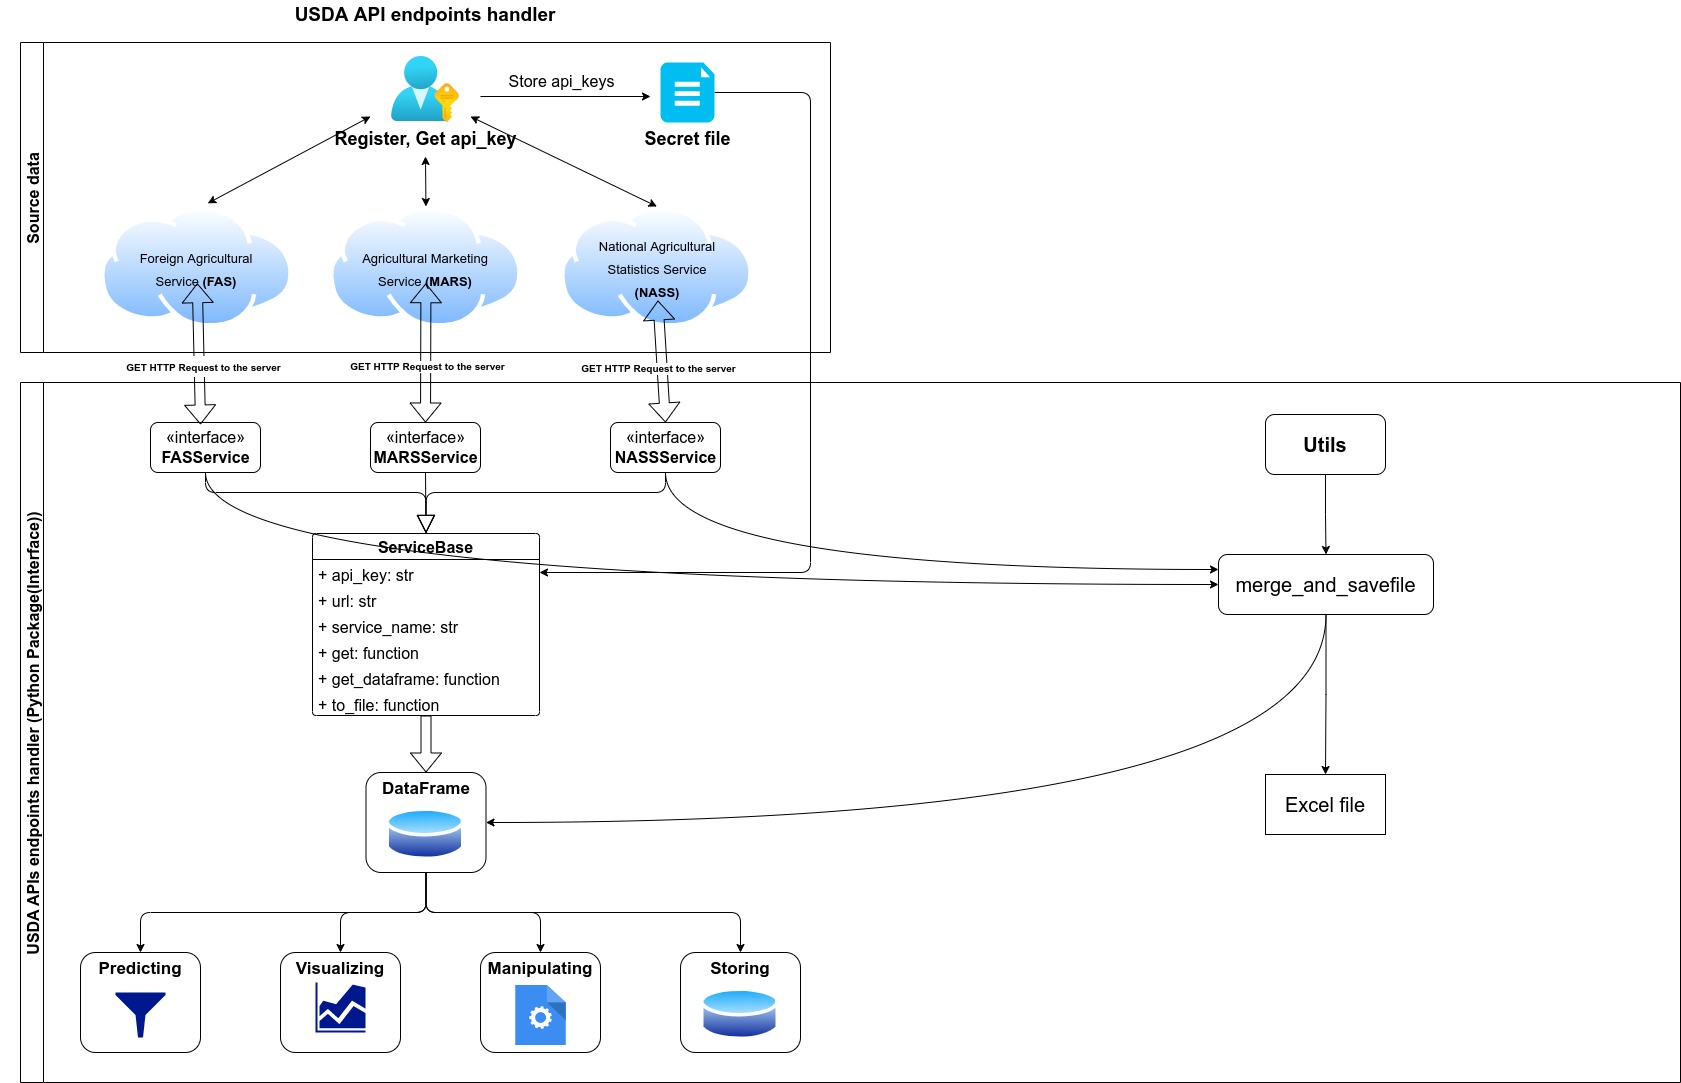 USDA API endpoints handler
Source data
Store api_keys
Register, Get api_key
Secret file
Foreign Agricultural
Service (FAS)
Agricultural Marketing
Service (MARS)
National Agricultural
Statistics Service
(NASS)
GET HTTP Request to the server
GET HTTP Request to the server
GET HTTP Request to the server
USDA APIs endpoints handler (Python Package(Interface))
«interface»
FASService
«interface»
MARSService
«interface»
NASSService
Utils
ServiceBase
+ api_key: str
+ url: str
+ service_name: str
+ get: function
+ get_dataframe: function
+ to_file: function
merge_and_savefile
DataFrame
Excel file
Predicting
Visualizing
Manipulating
Storing